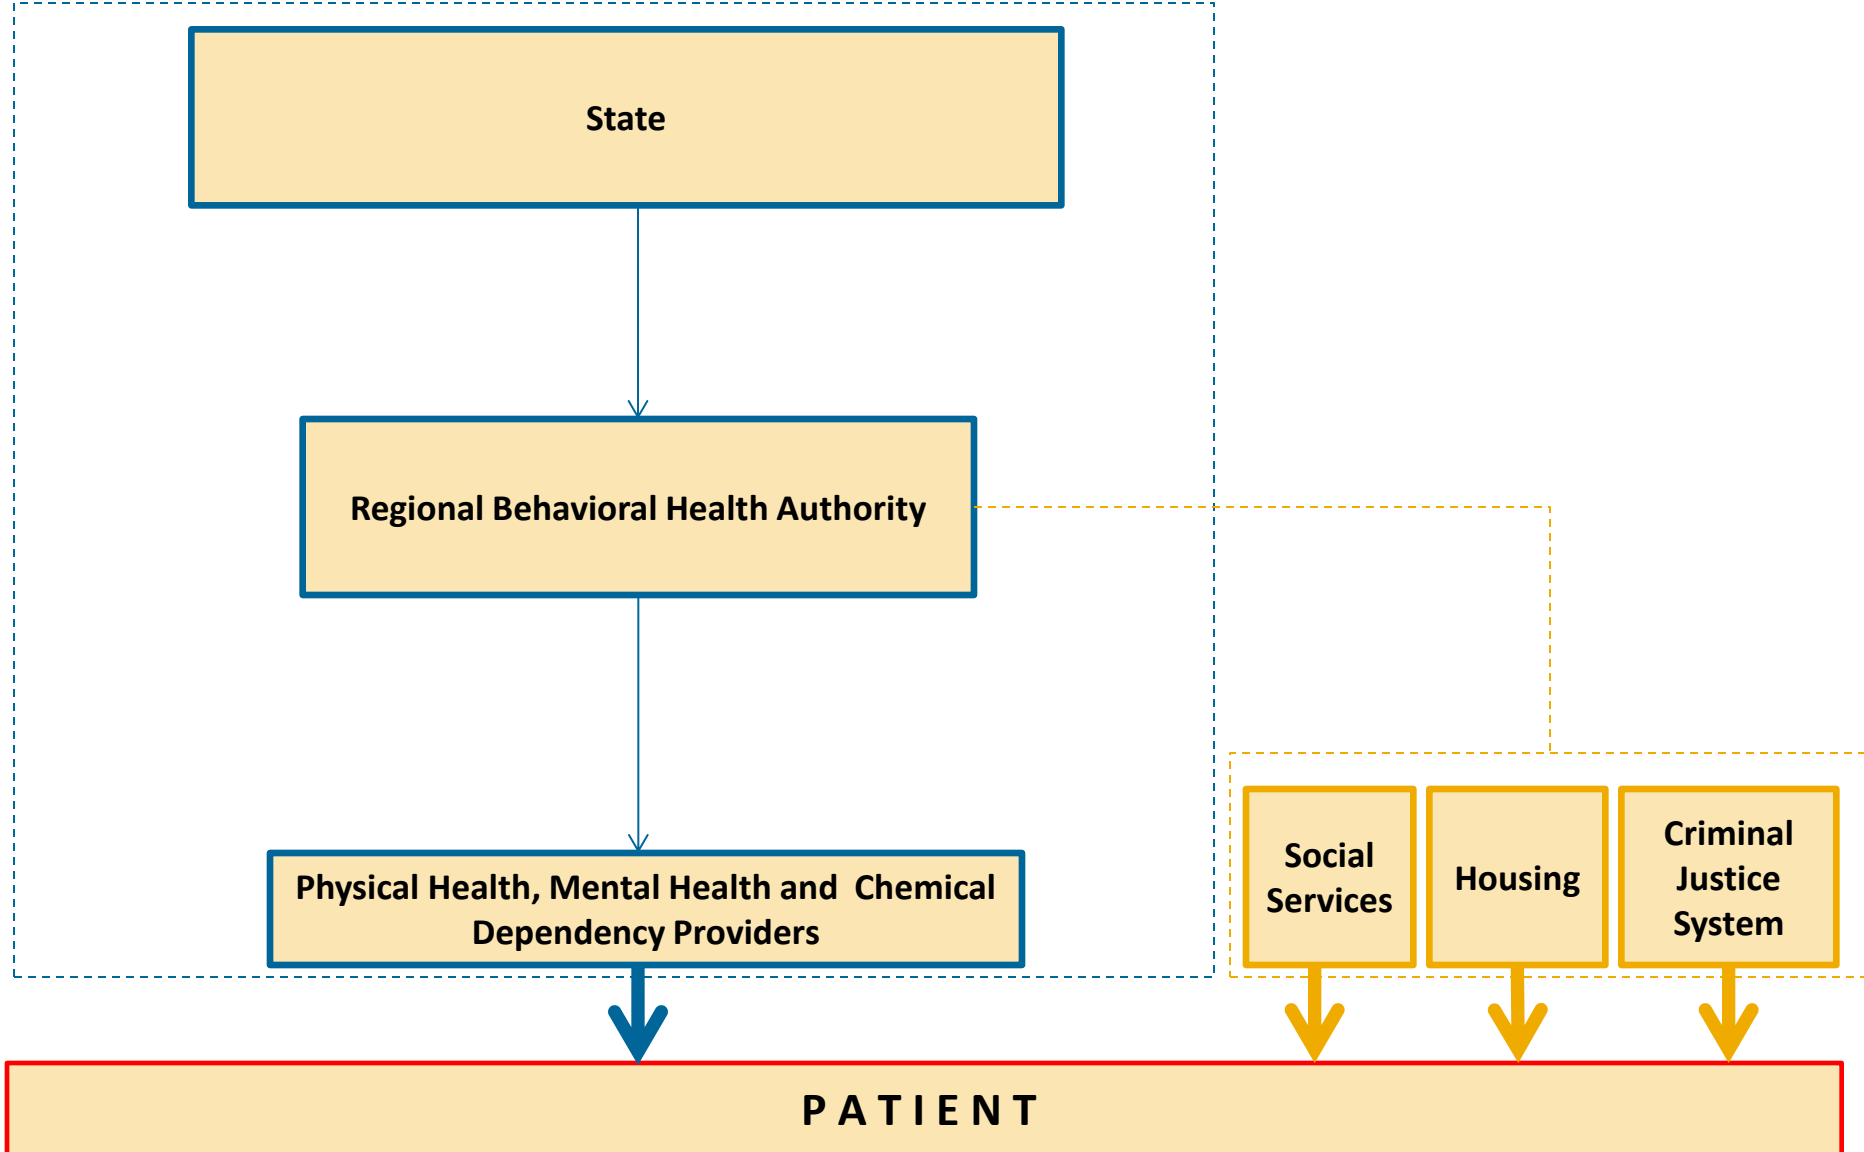 State
Regional Behavioral Health Authority
Physical Health, Mental Health and Chemical
Dependency Providers
Social
Services
Housing
Criminal
Justice
System
PATIENT